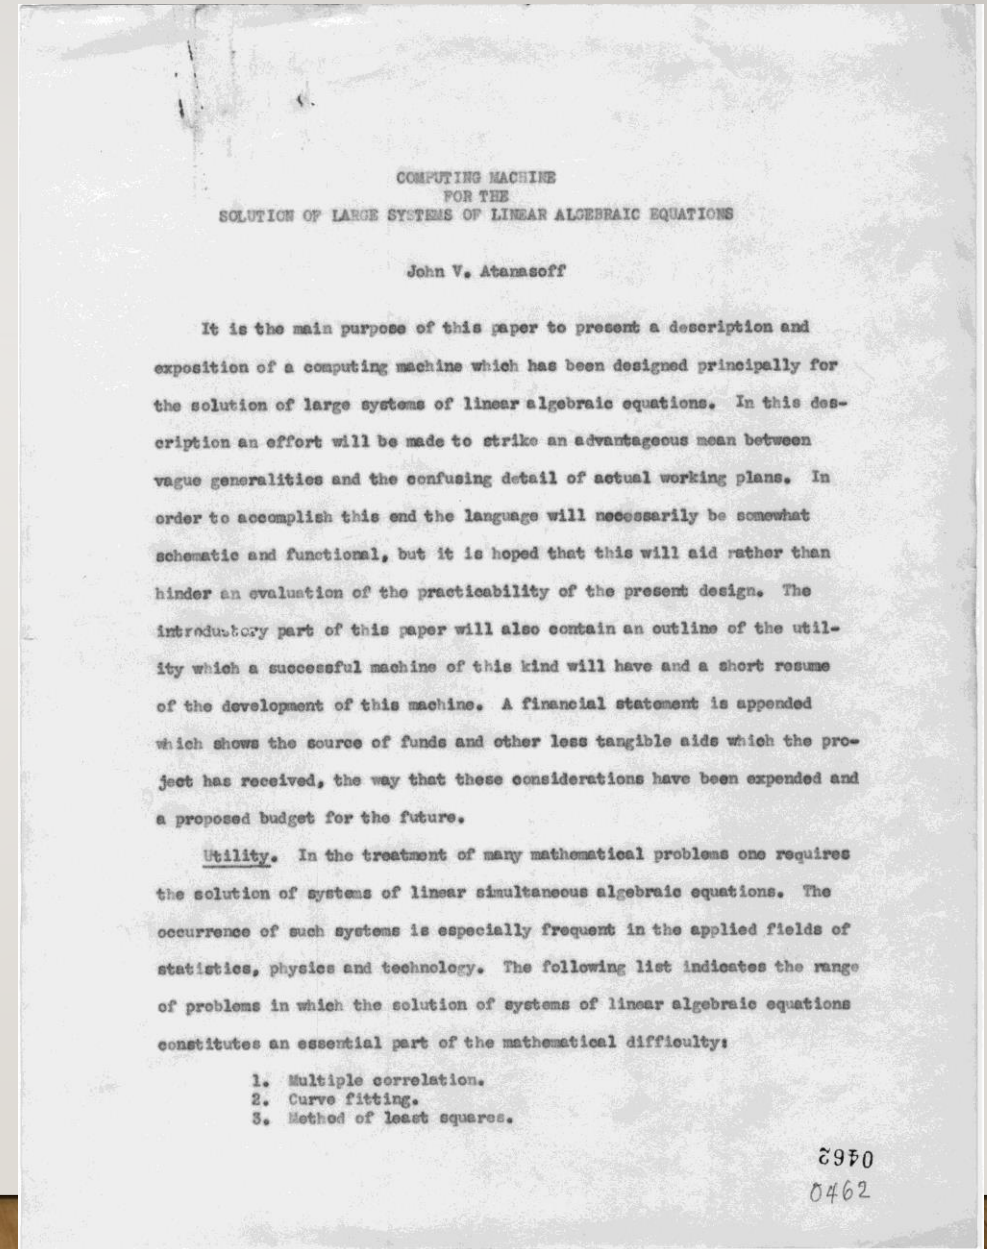 COMPUTING MACHINE
FOR THE
SOLUTION OF LARGE SYSTEMS OF LINEAR ALGEBRAIC EQUATIONS
John V. Atanasoff
It is the main purpose of this paper to present a description and
exposition of a computing machine which has been designed principally for
the solution of large systems of linear algebraic equations. In this des-
cription an effort will be made to strike an advantageous mean between
vague generalities and the confusing detail of actual working plans. In
order to accomplish this end the language will necessarily be somewhat
schematic and functional, but it is hoped that this will aid rather than
hinder an evaluation of the practicability of the present design. The
introductory part of this paper will also contain an outline of the util-
ity which a successful machine of this kind will have and a short resume
of the development of this machine. A financial statement is appended
which shows the source of funds and other less tangible aids which the pro-
ject has received, the way that these considerations have been expended and
a proposed budget for the future.
Utility. In the treatment of many mathematical problems one requires
the solution of systems of linear simultaneous algebraic equations. The
occurrence of such systems is especially frequent in the applied fields of
statistics, physics and technology. The following list indicates the range
of problems in which the solution of systems of linear algebraic equations
constitutes an essential part of the mathematical difficulty:
1. Multiple correlation.
2. Curve fitting.
3. Method of least squares.
0462
0462